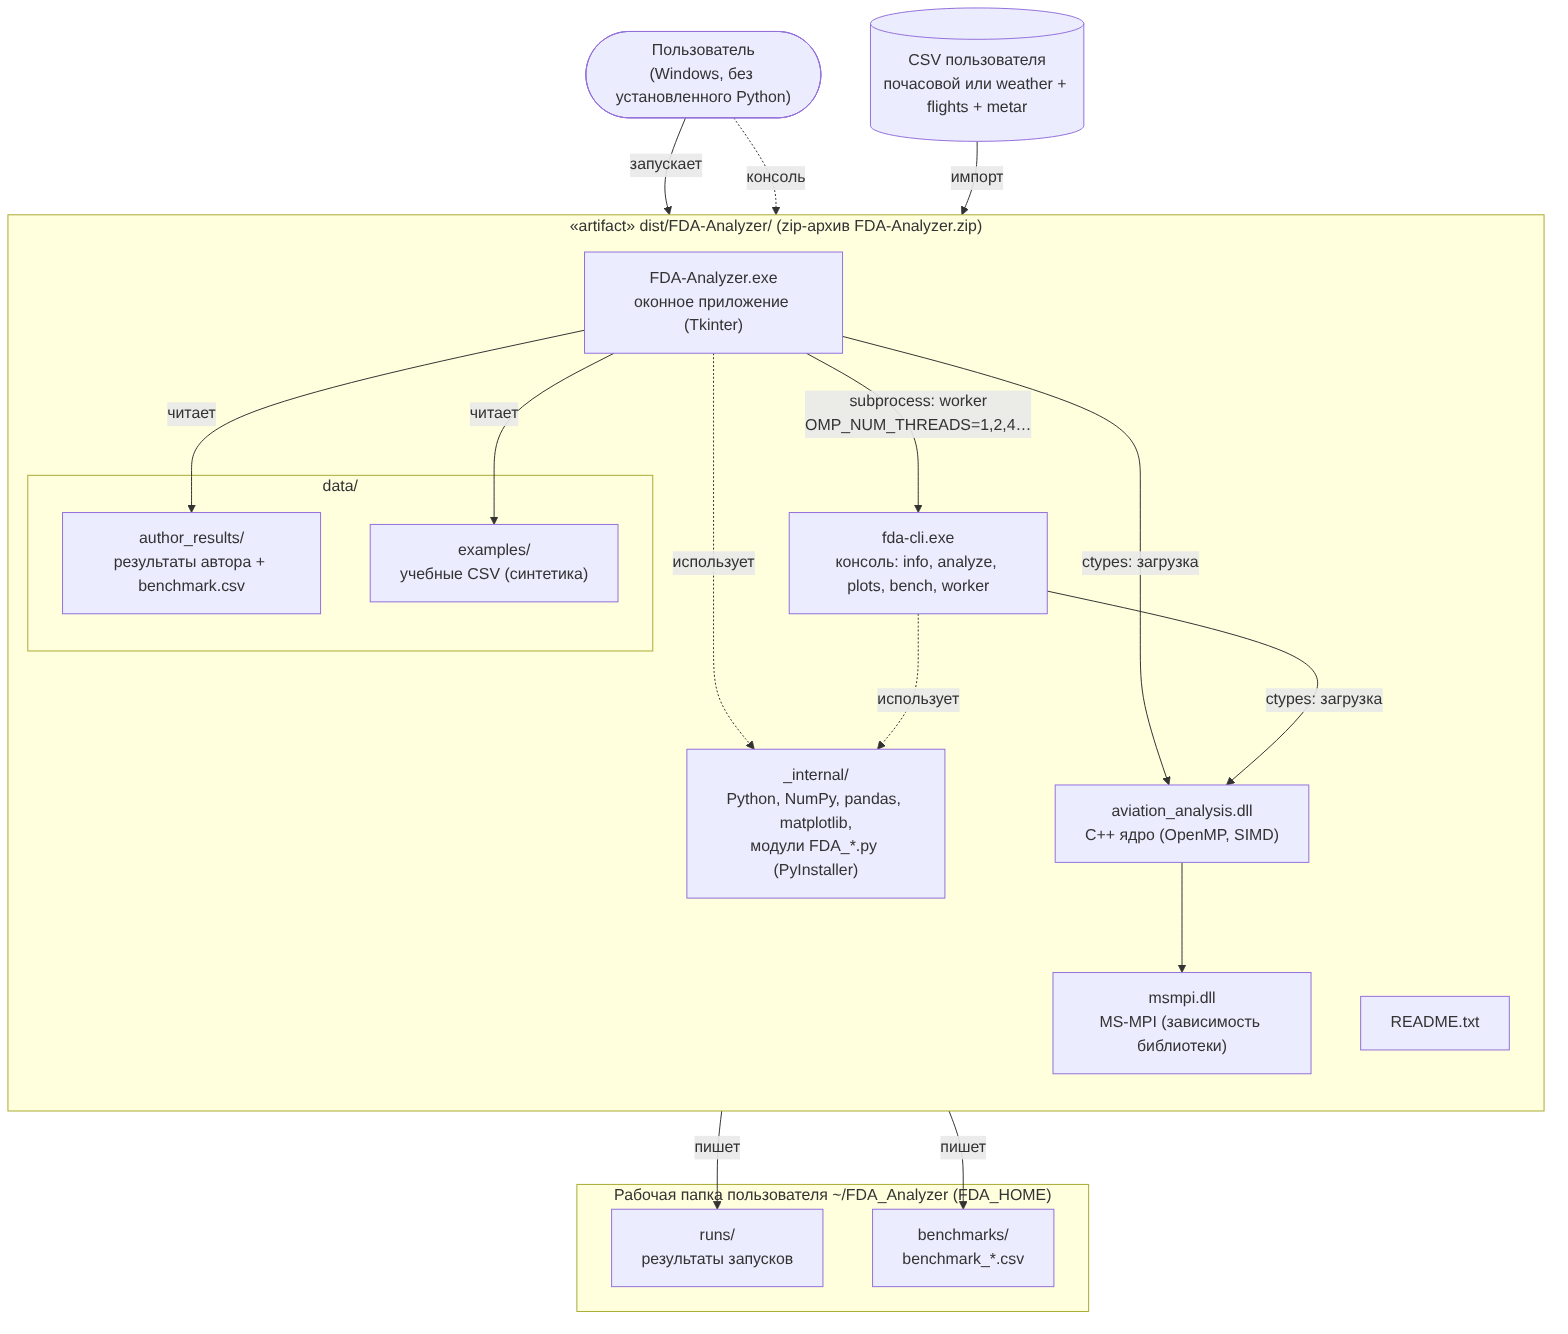 Пользователь
(Windows, без
установленного Python)
CSV пользователя
почасовой или weather +
flights + metar
запускает
консоль
импорт
«artifact» dist/FDA-Analyzer/ (zip-архив FDA-Analyzer.zip)
FDA-Analyzer.exe
оконное приложение
(Tkinter)
читает
читает
subprocess: worker
OMP_NUM_THREADS=1,2,4…
data/
author_results/
результаты автора +
benchmark.csv
examples/
учебные CSV (синтетика)
использует
fda-cli.exe
консоль: info, analyze,
plots, bench, worker
ctypes: загрузка
использует
ctypes: загрузка
_internal/
Python, NumPy, pandas,
matplotlib,
модули FDA_*.py
(PyInstaller)
aviation_analysis.dll
C++ ядро (OpenMP, SIMD)
msmpi.dll
MS-MPI (зависимость
библиотеки)
README.txt
пишет
пишет
Рабочая папка пользователя ~/FDA_Analyzer (FDA_HOME)
runs/
результаты запусков
benchmarks/
benchmark_*.csv